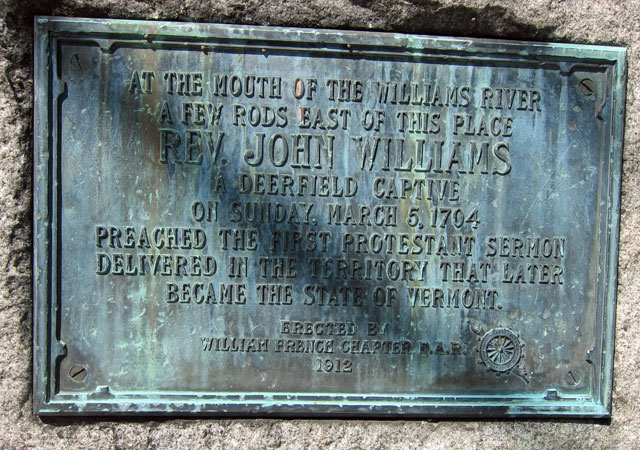 AT THE MOUTH OF THE WILLIAMS RIVER
A FEW RODS EAST OF THIS PLACE
REV. JOHN WILLIAMS
A DEERFIELD CAPTIVE
ON SUNDAY, MARCH 5, 1704
PREACHED THE FIRST PROTESTANT SERMON
DELIVERED IN THE TERRITORY THAT LATER
BECAME THE STATE OF VERMONT.
ERECTED BY
WILLIAM FRENCH CHAPTER D.A.R.
1912